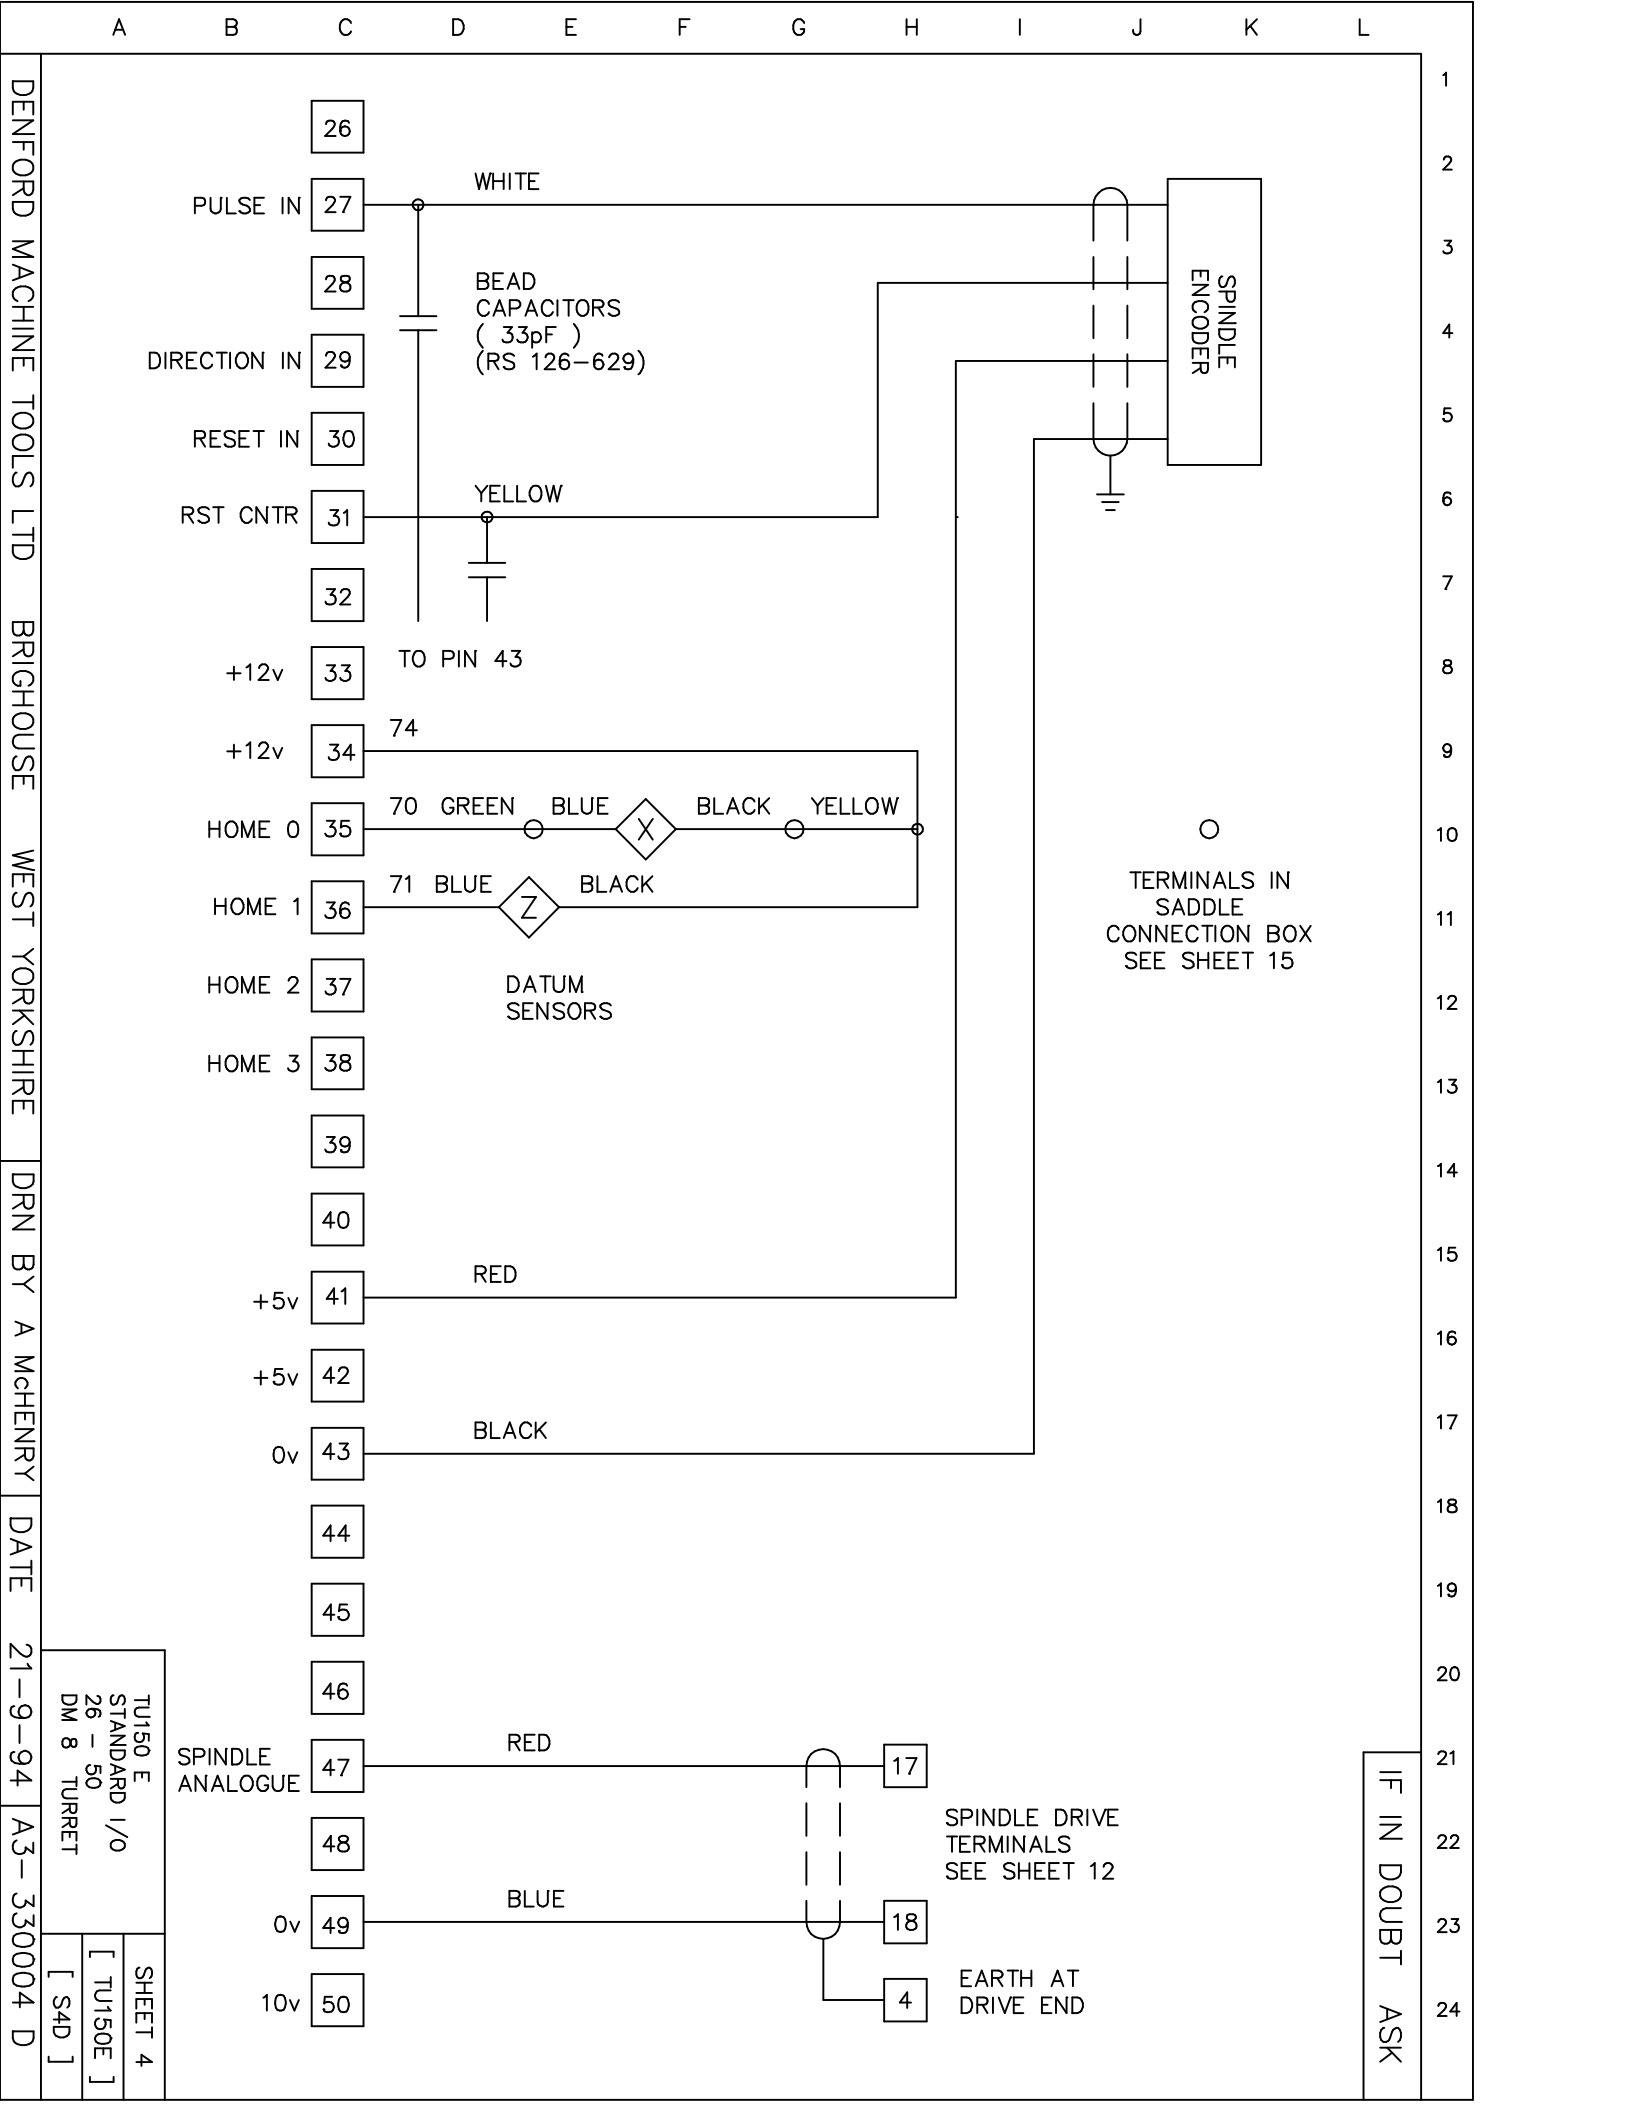 A B C D E F G H I J K L
1
2
3
4
5
6
7
8
9
10
11
12
13
14
15
16
17
18
19
20
21
22
23
24
26
PULSE IN 27 WHITE
28
BEAD
CAPACITORS
( 33pF )
(RS 126-629)
DIRECTION IN 29
RESET IN 30
RST CNTR 31 YELLOW
32
TO PIN 43
+12v 33
+12v 34 74
HOME 0 35 70 GREEN BLUE X BLACK YELLOW
HOME 1 36 71 BLUE Z BLACK
HOME 2 37
DATUM
SENSORS
HOME 3 38
39
40
+5v 41 RED
+5v 42
0v 43 BLACK
44
45
46
SPINDLE
ANALOGUE
47 RED 17
48
0v 49 BLUE 18
10v 50 4
SPINDLE
ENCODER
TERMINALS IN
SADDLE
CONNECTION BOX
SEE SHEET 15
SPINDLE DRIVE
TERMINALS
SEE SHEET 12
EARTH AT
DRIVE END
IF IN DOUBT ASK
DENFORD MACHINE TOOLS LTD BRIGHOUSE WEST YORKSHIRE
DRN BY A McHENRY
DATE 21-9-94
A3- 330004 D
TU150 E
STANDARD I/O
26 - 50
DM 8 TURRET
SHEET 4
[ TU150E ]
[ S4D ]